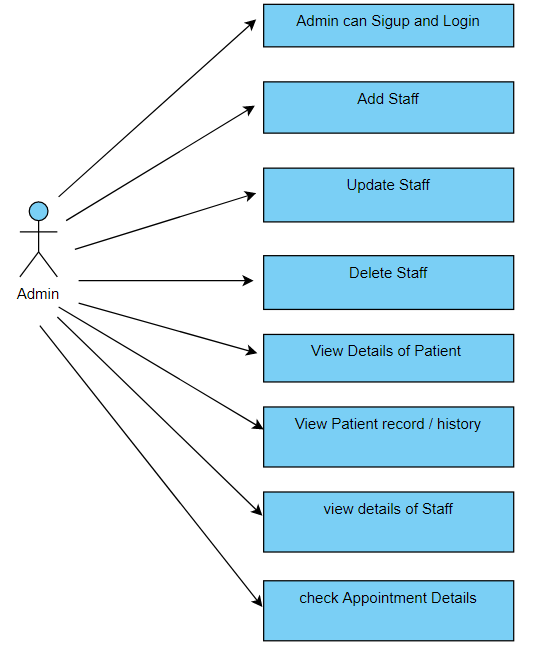 Admin can Sigup and Login
Add Staff
Update Staff
Delete Staff
Admin
View Details of Patient
View Patient record / history
view details of Staff
check Appointment Details